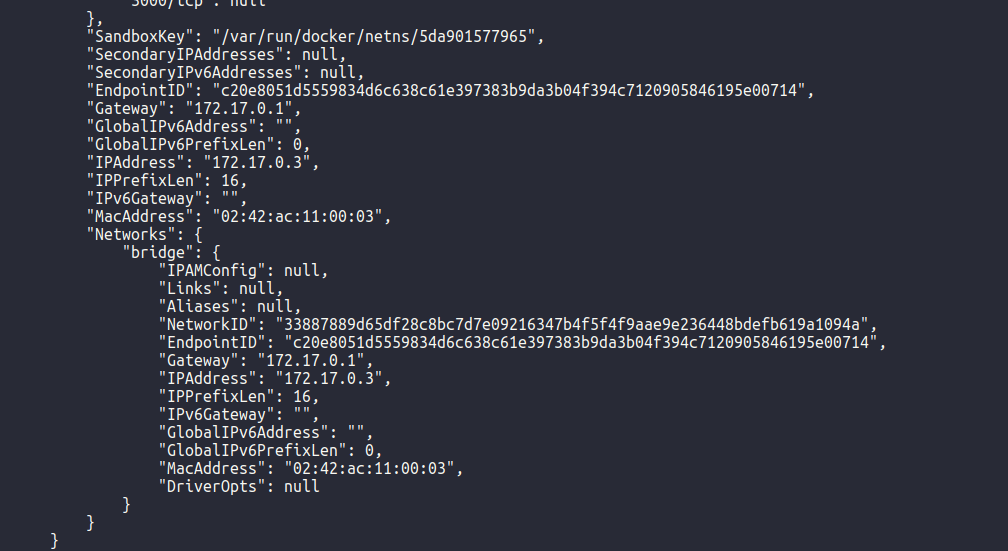 3000/tcp": null
},
"SandboxKey": "/var/run/docker/netns/5da901577965",
"SecondaryIPAddresses": null,
"SecondaryIPv6Addresses": null,
"EndpointID": "c20e8051d5559834d6c638c61e397383b9da3b04f394c7120905846195e00714",
"Gateway": "172.17.0.1",
"GlobalIPv6Address": "",
"GlobalIPv6PrefixLen": 0,
"IPAddress": "172.17.0.3",
"IPPrefixLen": 16,
"IPv6Gateway": "",
"MacAddress": "02:42:ac:11:00:03",
"Networks": {
"bridge": {
"IPAMConfig": null,
"Links": null,
"Aliases": null,
"NetworkID": "33887889d65df28c8bc7d7e09216347b4f5f4f9aae9e236448bdefb619a1094a",
"EndpointID": "c20e8051d5559834d6c638c61e397383b9da3b04f394c7120905846195e00714",
"Gateway": "172.17.0.1",
"IPAddress": "172.17.0.3",
"IPPrefixLen": 16,
"IPv6Gateway": "",
"GlobalIPv6Address": "",
"GlobalIPv6PrefixLen": 0,
"MacAddress": "02:42:ac:11:00:03",
"DriverOpts": null
}
}
}